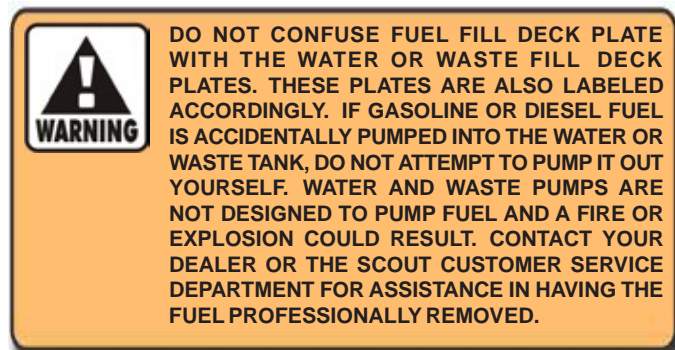 WARNING
DO NOT CONFUSE FUEL FILL DECK PLATE
WITH THE WATER OR WASTE FILL DECK
PLATES. THESE PLATES ARE ALSO LABELED
ACCORDINGLY. IF GASOLINE OR DIESEL FUEL
IS ACCIDENTALLY PUMPED INTO THE WATER OR
WASTE TANK, DO NOT ATTEMPT TO PUMP IT OUT
YOURSELF. WATER AND WASTE PUMPS ARE
NOT DESIGNED TO PUMP FUEL AND A FIRE OR
EXPLOSION COULD RESULT. CONTACT YOUR
DEALER OR THE SCOUT CUSTOMER SERVICE
DEPARTMENT FOR ASSISTANCE IN HAVING THE
FUEL PROFESSIONALLY REMOVED.